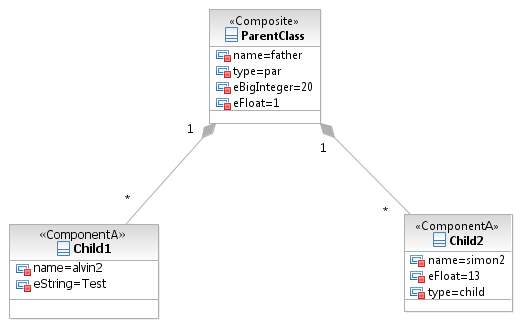 «Composite»
ParentClass
name=father
type=par
eBigInteger=20
eFloat=1
1
1
*
*
«ComponentA»
Child1
name=alvin2
eString=Test
«ComponentA»
Child2
name=simon2
eFloat=13
type=child